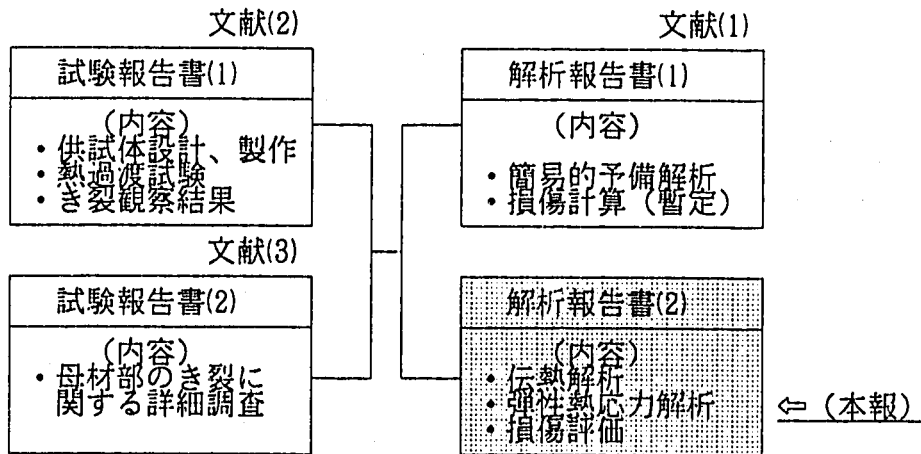 文献(2)
試験報告書(1)
(内容)
・供試体設計、製作
・熱過渡試験
・き裂観察結果
文献(1)
解析報告書(1)
(内容)
・簡易的予備解析
・損傷計算(暫定)
文献(3)
試験報告書(2)
(内容)
・母材部のき裂に
関する詳細調査
解析報告書(2)
(内容)
・伝熱解析
・弾性熱応力解析
・損傷評価
⇦(本報)